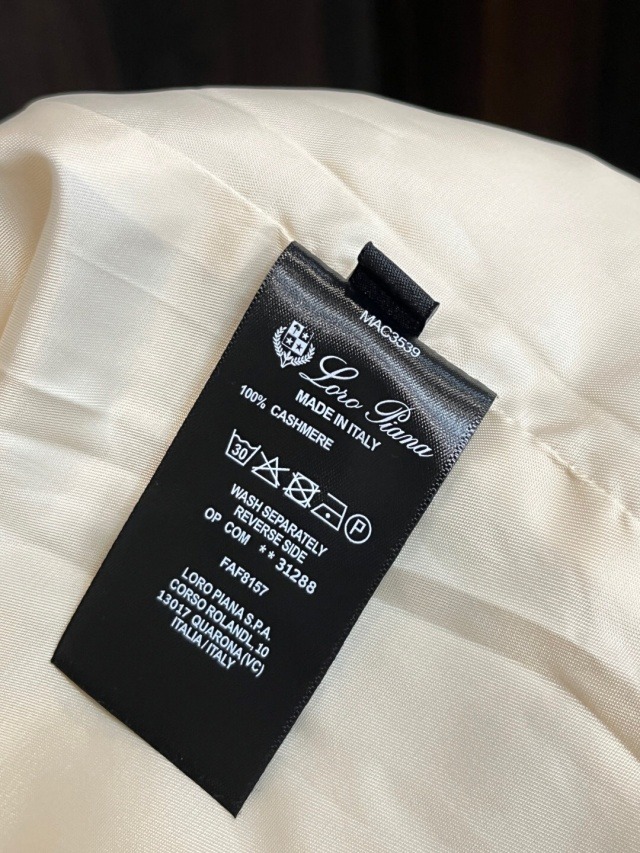 MAC3539
Loro Piana
MADE IN ITALY
100% CASHMERE
30 P
WASH SEPARATELY
REVERSE SIDE
OP COM ** 31288
FAF8157
LORO PIANA S.P.A.
CORSO ROLANDI, 10
13017 QUARONA (VC)
ITALIA / ITALY